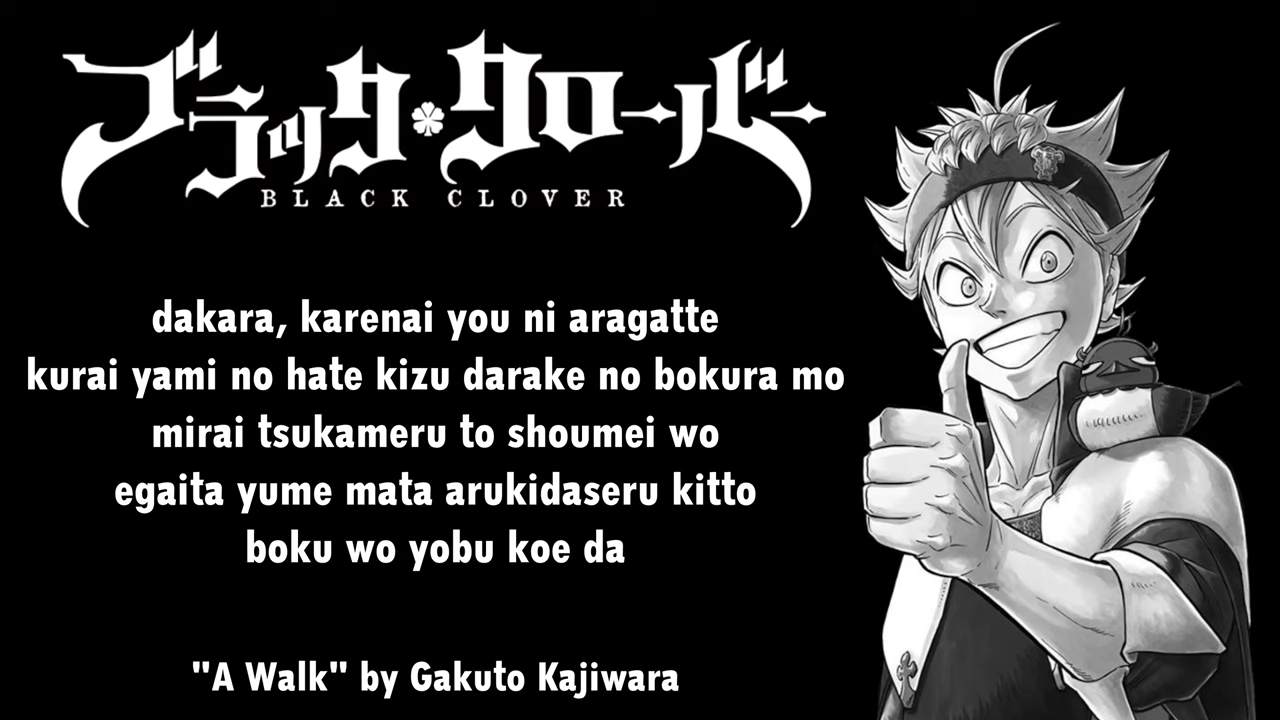 ブラック・クローバー
BLACK CLOVER
dakara, karenai you ni aragatte
kurai yami no hate kizu darake no bokura mo
mirai tsukameru to shoumei wo
egaita yume mata arukidaseru kitto
boku wo yobu koe da
"A Walk" by Gakuto Kajiwara